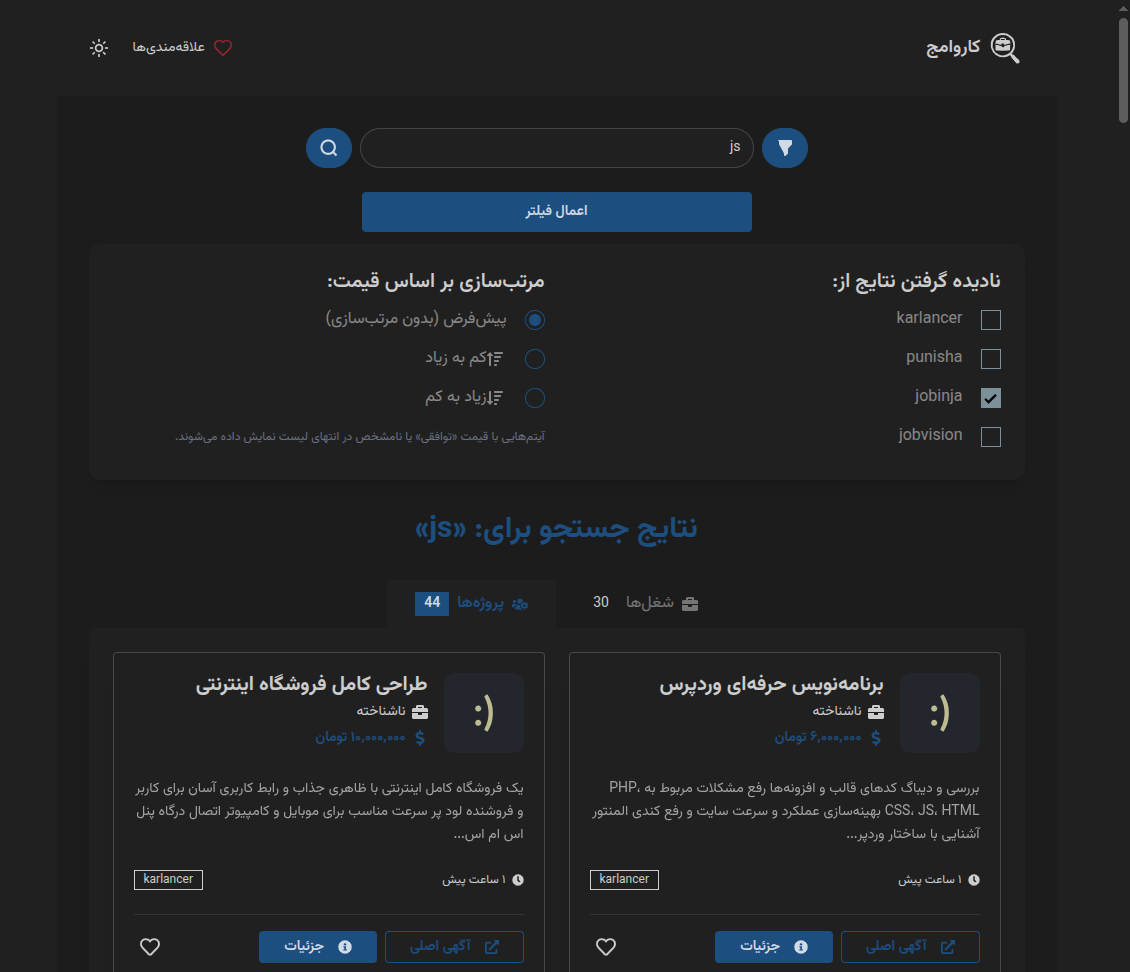 کاروامج
علاقه‌مندی‌ها
js
اعمال فیلتر
نادیده گرفتن نتایج از:
karlancer
punisha
jobinja
jobvision
مرتب‌سازی بر اساس قیمت:
پیش‌فرض (بدون مرتب‌سازی)
کم به زیاد
زیاد به کم
آیتم‌هایی با قیمت «توافقی» یا نامشخص در انتهای لیست نمایش داده می‌شوند.
نتایج جستجو برای: «js»
شغل‌ها 30
پروژه‌ها 44
برنامه‌نویس حرفه‌ای وردپرس
ناشناخته
۶,۰۰۰,۰۰۰ تومان
:)
بررسی و دیباگ کدهای قالب و افزونه‌ها رفع مشکلات مربوط به PHP،
CSS، JS، HTML بهینه‌سازی عملکرد و سرعت سایت و رفع کندی المنتور
آشنایی با ساختار وردپر...
۱ ساعت پیش
karlancer
آگهی اصلی
جزئیات
طراحی کامل فروشگاه اینترنتی
ناشناخته
۱۰,۰۰۰,۰۰۰ تومان
:)
یک فروشگاه کامل اینترنتی با ظاهری جذاب و رابط کاربری آسان برای کاربر
و فروشنده لود پر سرعت مناسب برای موبایل و کامپیوتر اتصال درگاه پنل
اس ام اس...
۱ ساعت پیش
karlancer
آگهی اصلی
جزئیات